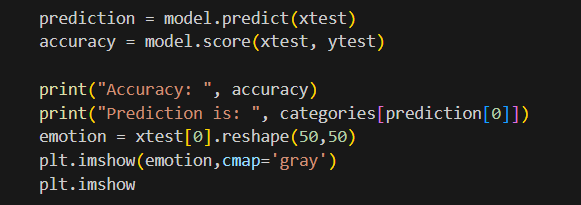 prediction = model.predict(xtest)
accuracy = model.score(xtest, ytest)
print("Accuracy: ", accuracy)
print("Prediction is: ", categories[prediction[0]])
emotion = xtest[0].reshape(50,50)
plt.imshow(emotion,cmap='gray')
plt.imshow